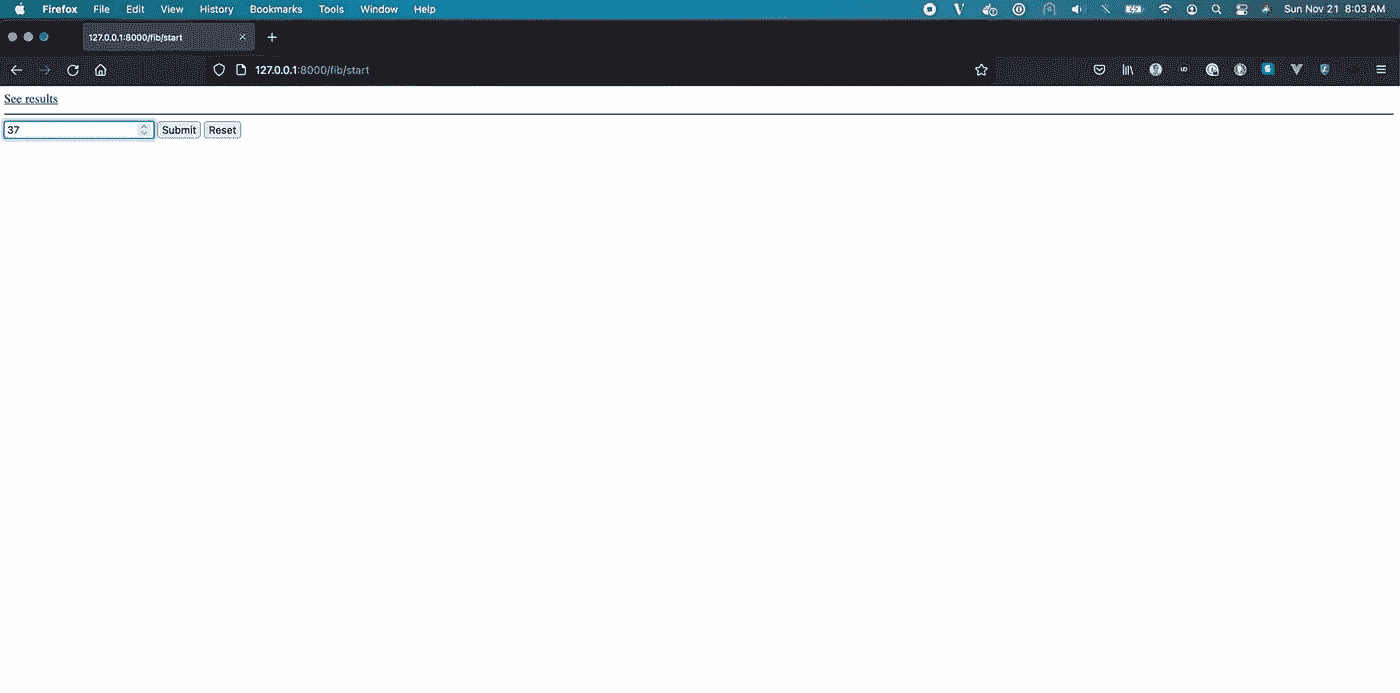 Firefox File Edit View History Bookmarks Tools Window Help Sun Nov 21 8:03 AM
127.0.0.1:8000/fib/start
127.0.0.1:8000/fib/start
See results
37 Submit Reset